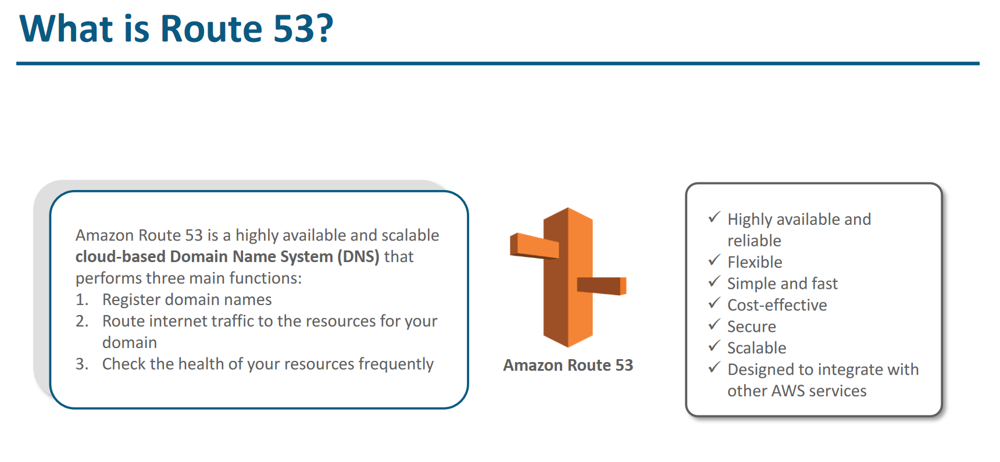 What is Route 53?
Amazon Route 53 is a highly available and scalable
cloud-based Domain Name System (DNS) that
performs three main functions:
1. Register domain names
2. Route internet traffic to the resources for your
domain
3. Check the health of your resources frequently
Amazon Route 53
✓ Highly available and
reliable
✓ Flexible
✓ Simple and fast
✓ Cost-effective
✓ Secure
✓ Scalable
✓ Designed to integrate with
other AWS services